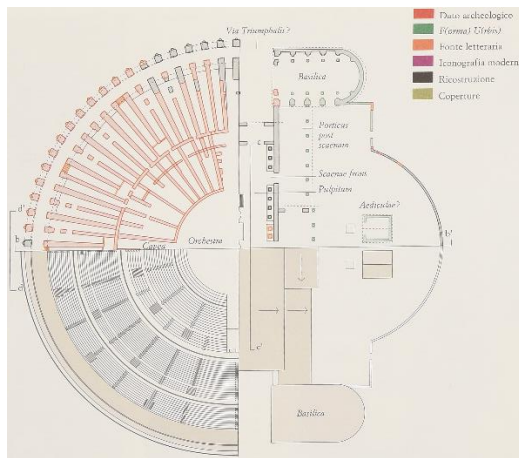 Dato archeologico
F(orma) U(rbis)
Fonte letteraria
Iconografia modern
Ricostruzione
Coperture
Via Triumphalis?
Basilica
Porticus
post
scaenam
c
Scaenae frons
Pulpitum
Aediculae?
d'
b
Cavea
Orchestra
b'
d
c'
Basilica